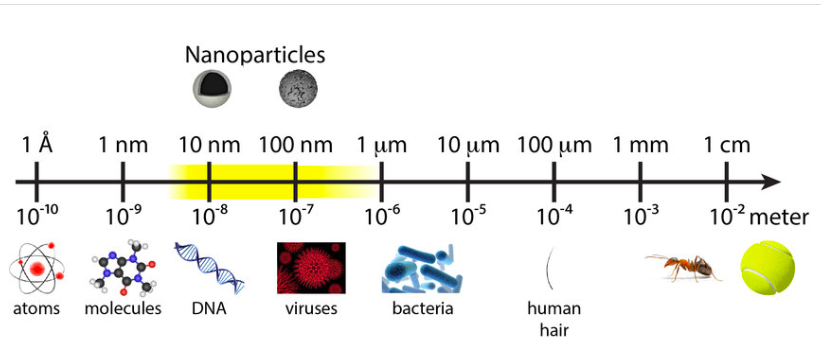 Nanoparticles
1 Å 1 nm 10 nm 100 nm 1 μm 10 μm 100 μm 1 mm 1 cm
10⁻¹⁰ 10⁻⁹ 10⁻⁸ 10⁻⁷ 10⁻⁶ 10⁻⁵ 10⁻⁴ 10⁻³ 10⁻² meter
atoms molecules DNA viruses bacteria human
hair